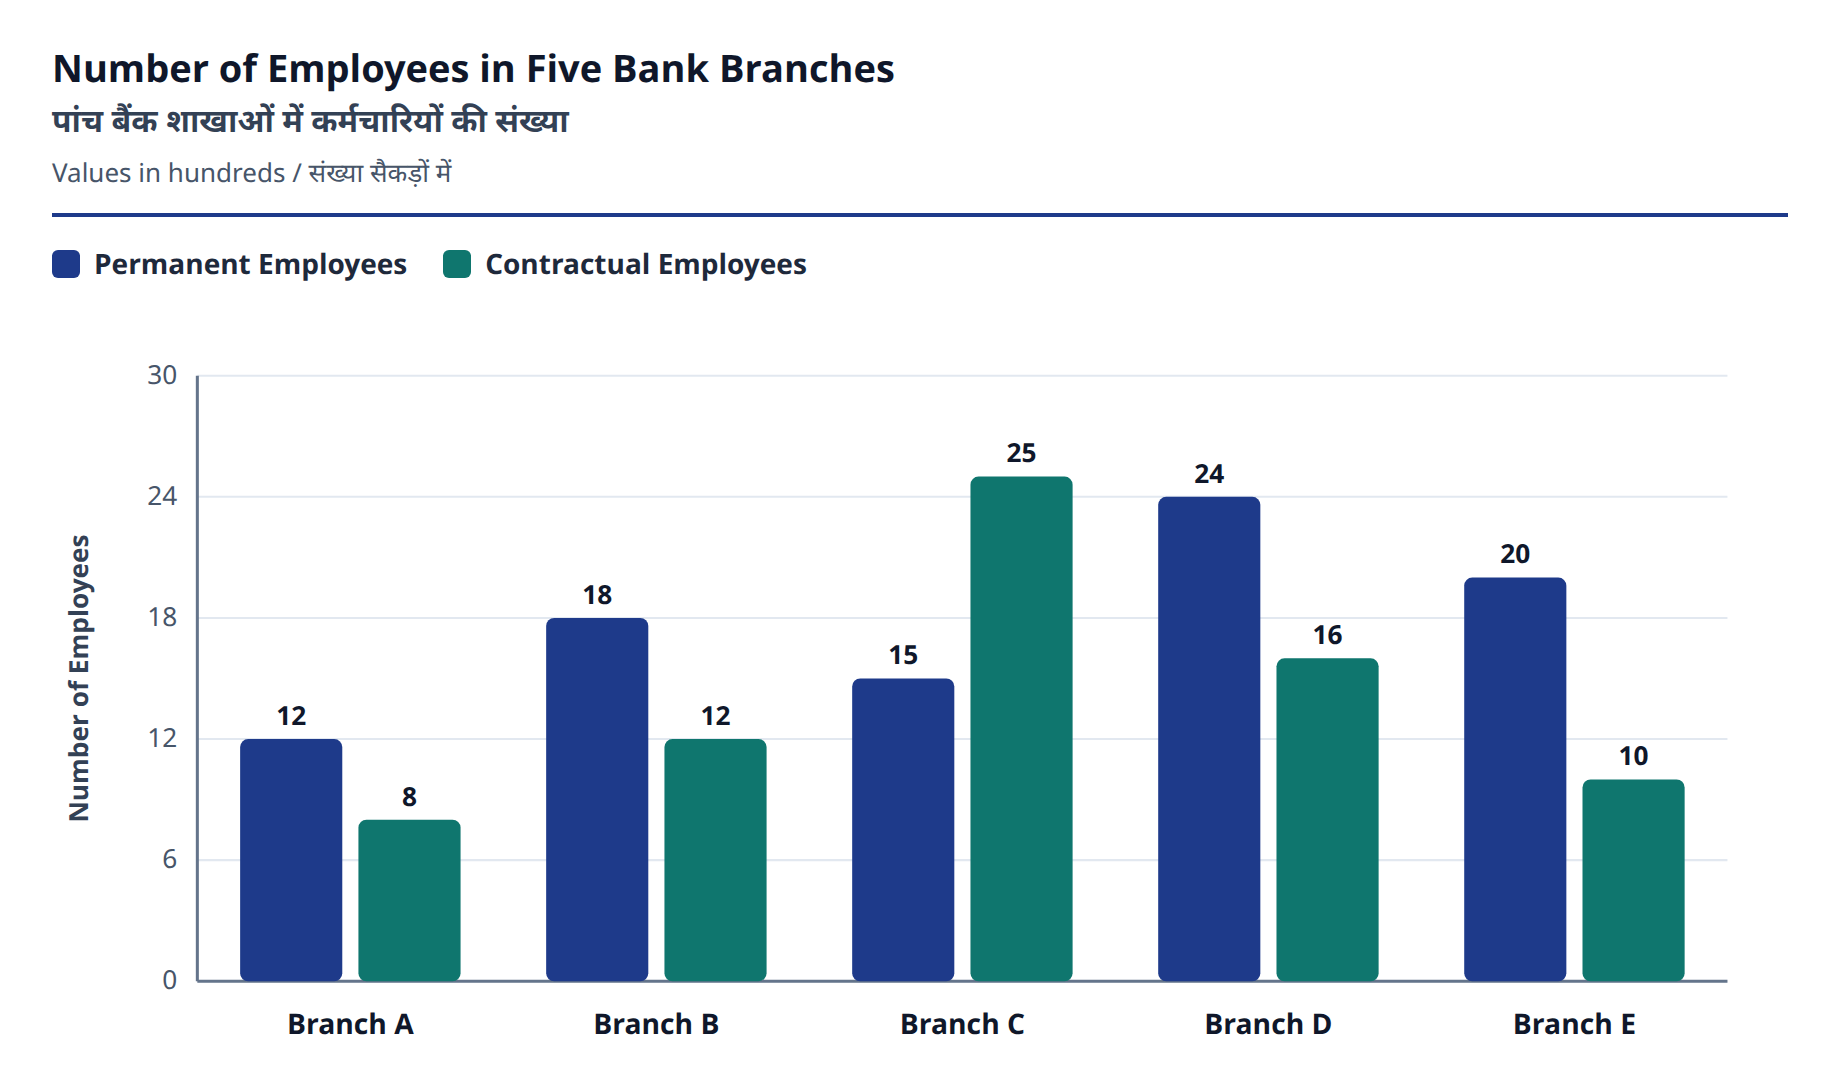 Number of Employees in Five Bank Branches
पांच बैंक शाखाओं में कर्मचारियों की संख्या
Values in hundreds / संख्या सैकड़ों में
Permanent Employees Contractual Employees
Number of Employees
30
24
18
12
6
0
12 8
18 12
15 25
24 16
20 10
Branch A Branch B Branch C Branch D Branch E